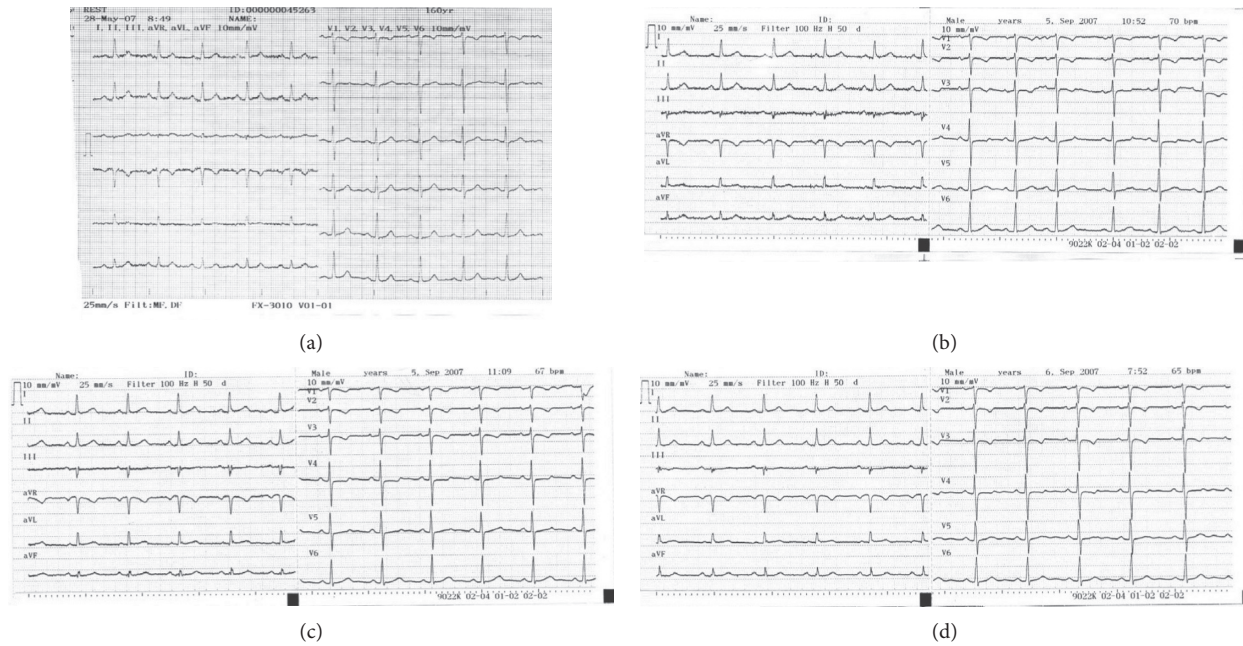 REST ID:000000045263 160yr
28-May-07 8:49 NAME:
I, II, III, aVR, aVL, aVF 10mm/mV V1, V2, V3, V4, V5, V6 10mm/mV
25mm/s Filt:MF, DF FX-3010 V01-01
(a)
Name: ID: Male years 5, Sep 2007 10:52 70 bpm
10 mm/mV 25 mm/s Filter 100 Hz H 50 d 10 mm/mV
I V1
V2
II
V3
III
V4
aVR
V5
aVL
V6
aVF
9022K 02-04 01-02 02-02
(b)
Name: ID: Male years 5, Sep 2007 11:09 67 bpm
10 mm/mV 25 mm/s Filter 100 Hz H 50 d 10 mm/mV
I V1
V2
II
V3
III
V4
aVR
V5
aVL
V6
aVF
9022K 02-04 01-02 02-02
(c)
Name: ID: Male years 6, Sep 2007 7:52 65 bpm
10 mm/mV 25 mm/s Filter 100 Hz H 50 d 10 mm/mV
I V1
V2
II
V3
III
V4
aVR
V5
aVL
V6
aVF
9022K 02-04 01-02 02-02
(d)